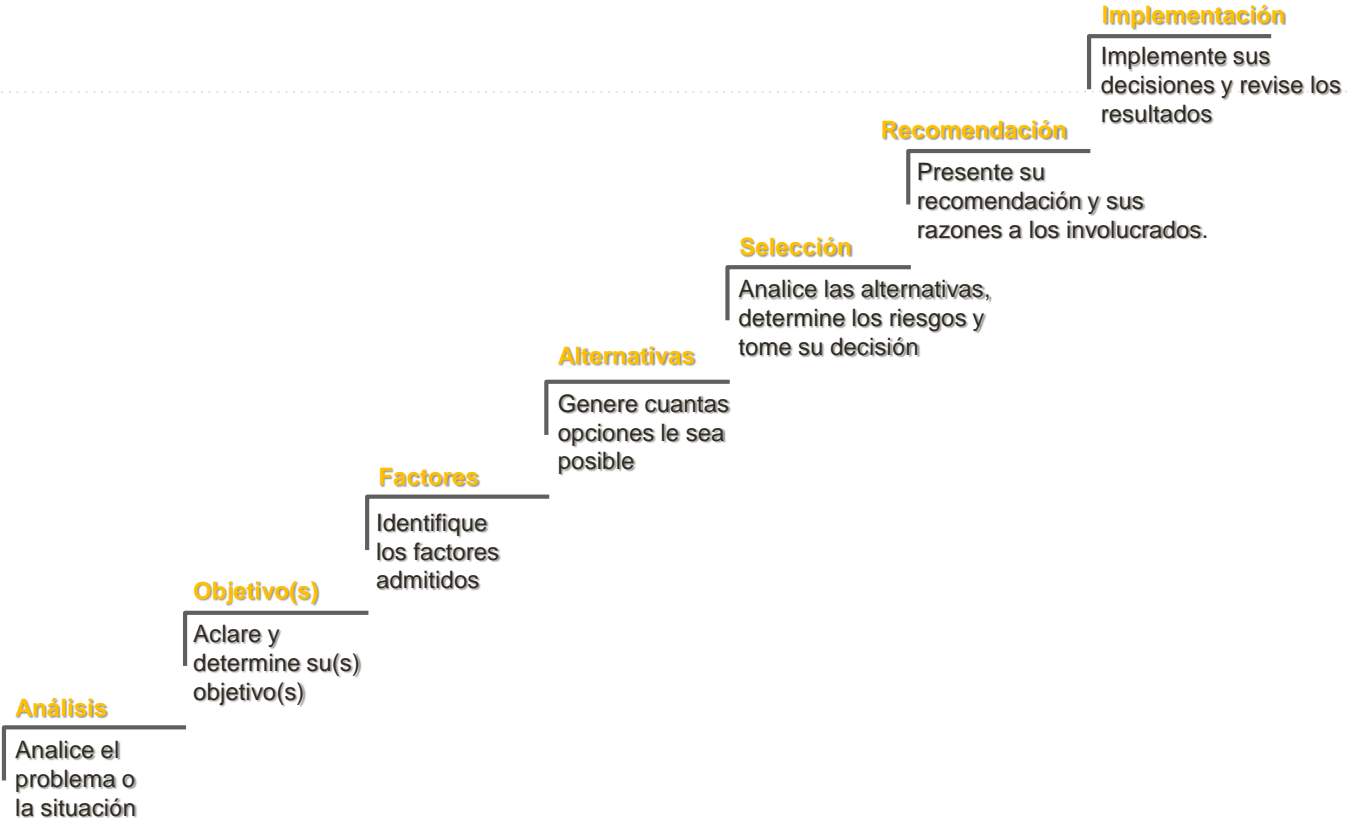 Implementación
Implemente sus
decisiones y revise los
resultados
Recomendación
Presente su
recomendación y sus
razones a los involucrados.
Selección
Analice las alternativas,
determine los riesgos y
tome su decisión
Alternativas
Genere cuantas
opciones le sea
posible
Factores
Identifique
los factores
admitidos
Objetivo(s)
Aclare y
determine su(s)
objetivo(s)
Análisis
Analice el
problema o
la situación